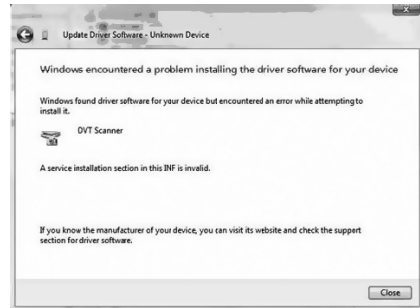 Update Driver Software - Unknown Device
Windows encountered a problem installing the driver software for your device
Windows found driver software for your device but encountered an error while attempting to
install it.
DVT Scanner
A service installation section in this INF is invalid.
If you know the manufacturer of your device, you can visit its website and check the support
section for driver software.
Close